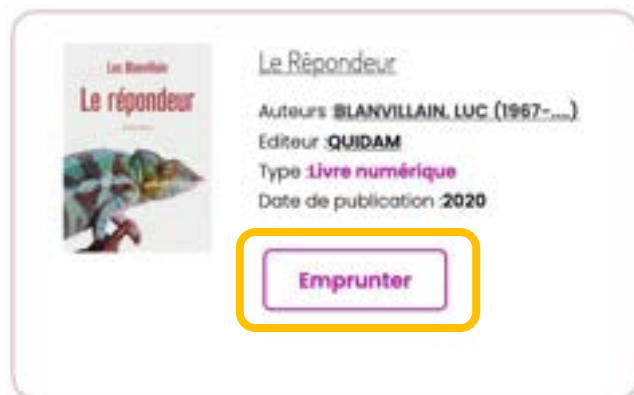 Luc Blanvillain
Le répondeur
Le Répondeur
Auteurs :BLANVILLAIN, LUC (1967-....)
Editeur :QUIDAM
Type :Livre numérique
Date de publication :2020
Emprunter